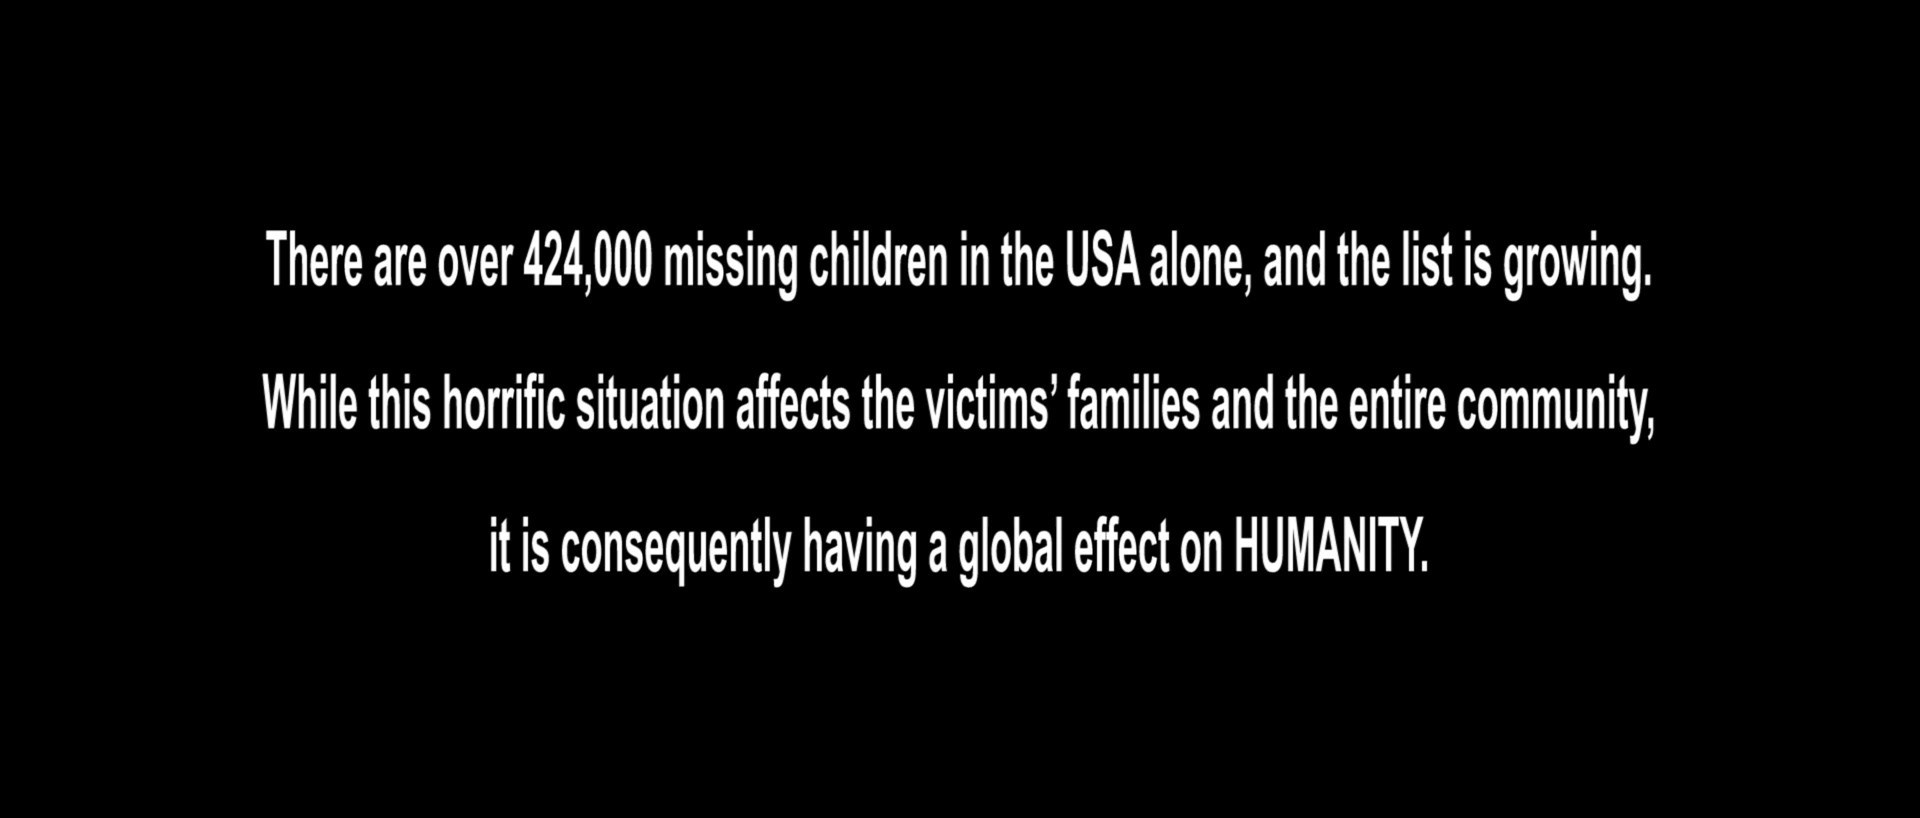 There are over 424,000 missing children in the USA alone, and the list is growing.
While this horrific situation affects the victims’ families and the entire community,
it is consequently having a global effect on HUMANITY.